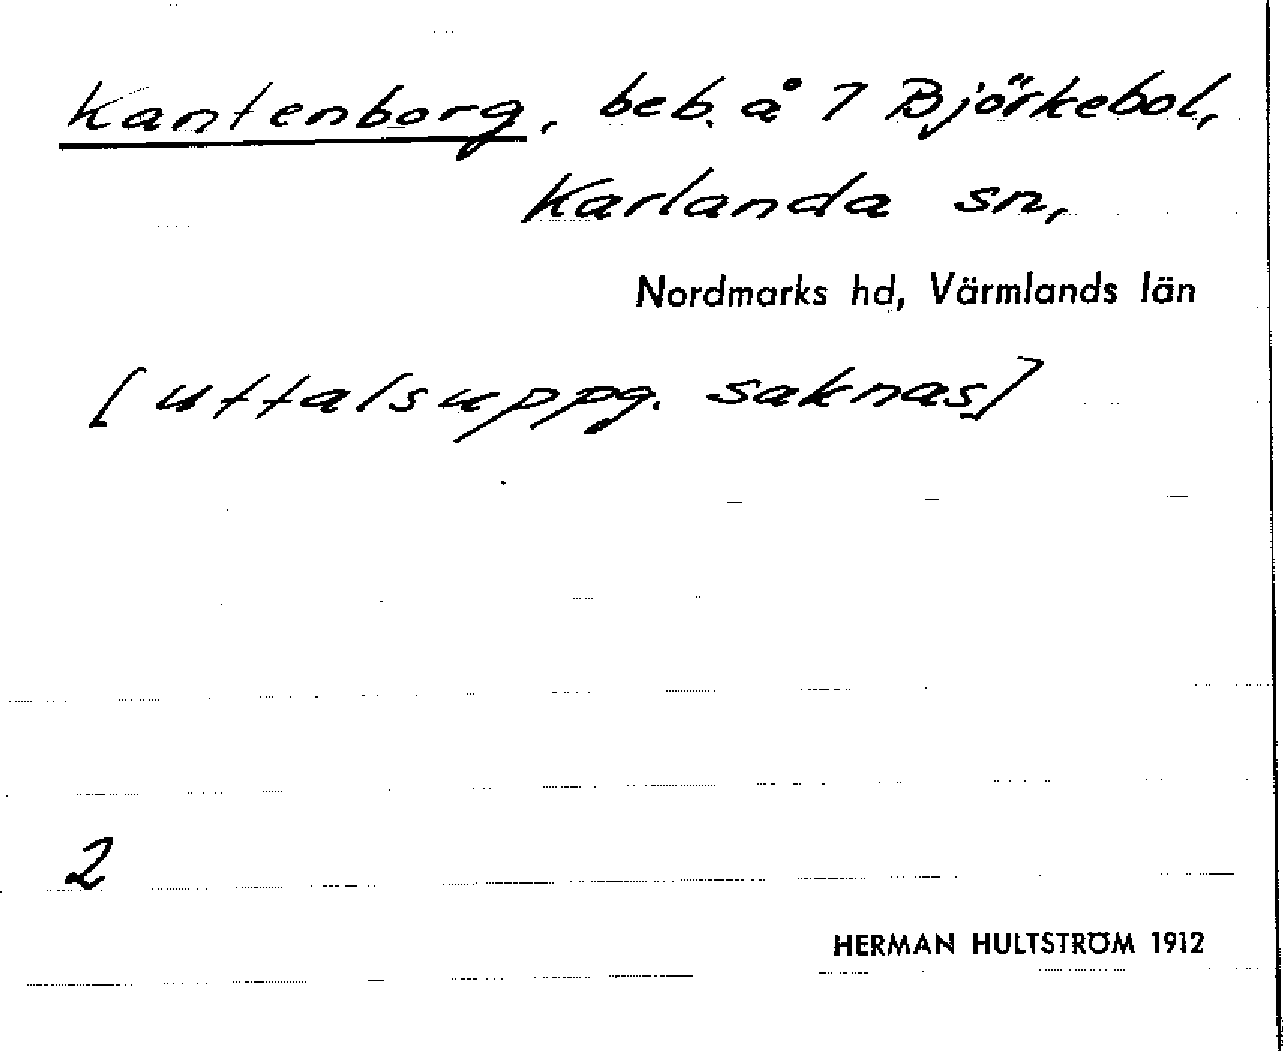 Kantenborg, beb. å 7 Björkebol,
Karlanda sn,
Nordmarks hd, Värmlands län
[uttalsuppg. saknas]
2
HERMAN HULTSTRÖM 1912